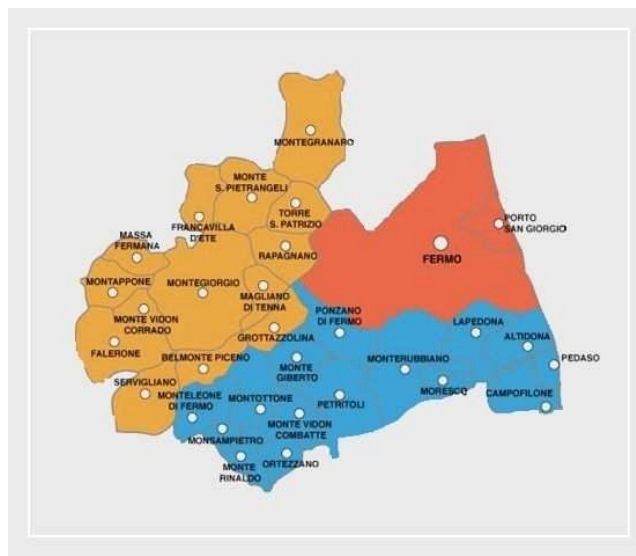 MONTEGRANARO
MONTE
S. PIETRANGELI
TORRE
S. PATRIZIO
FRANCAVILLA
D'ETE
PORTO
SAN GIORGIO
MASSA
FERMANA
RAPAGNANO
FERMO
MONTAPPONE
MONTEGIORGIO
MAGLIANO
DI TENNA
MONTE VIDON
CORRADO
PONZANO
DI FERMO
LAPEDONA
GROTTAZZOLINA
ALTIDONA
FALERONE
BELMONTE PICENO
MONTE
GIBERTO
MONTERUBBIANO
PEDASO
SERVIGLIANO
MONTELEONE
DI FERMO
MONTOTTONE
PETRITOLI
MORESCO
CAMPOFILONE
MONSAMPIETRO
MONTE VIDON
COMBATTE
MONTE
RINALDO
ORTEZZANO